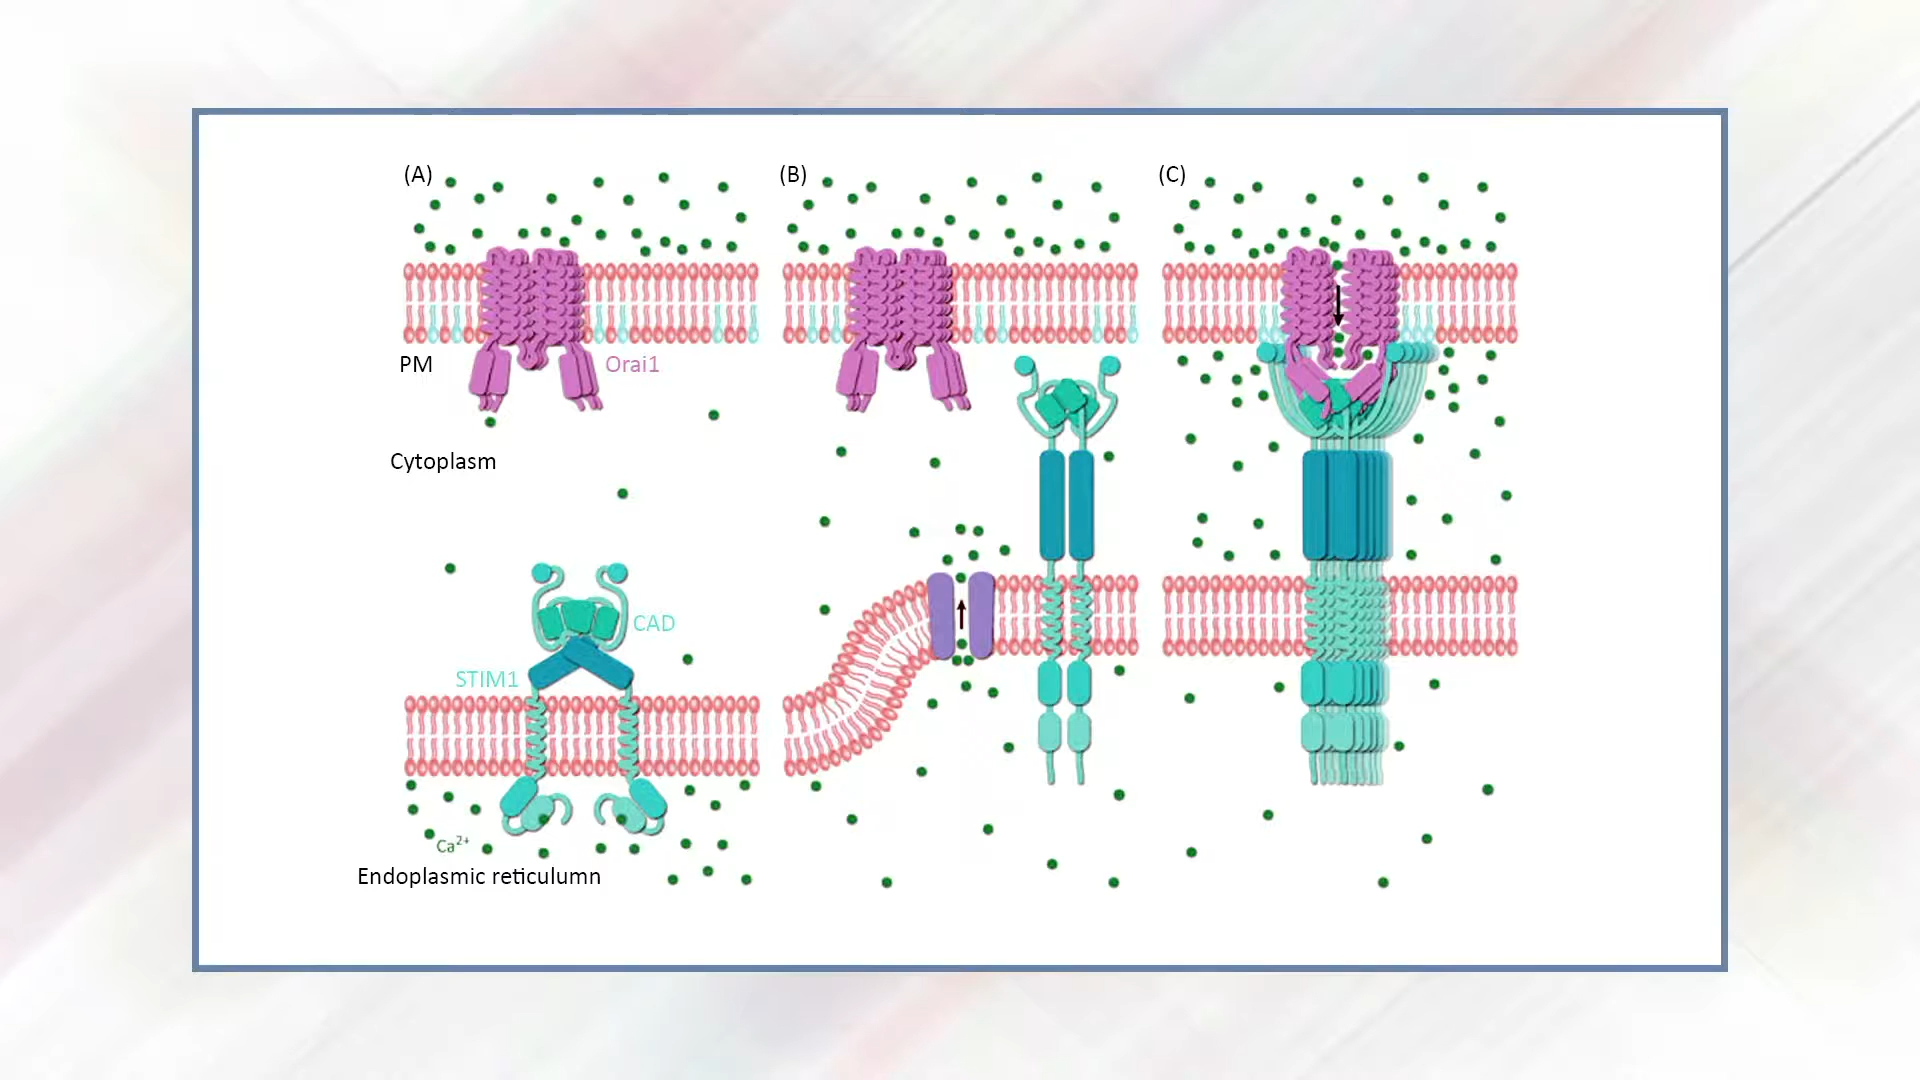 (A)
(B)
(C)
PM
Orai1
Cytoplasm
CAD
STIM1
Ca²⁺
Endoplasmic reticulumn